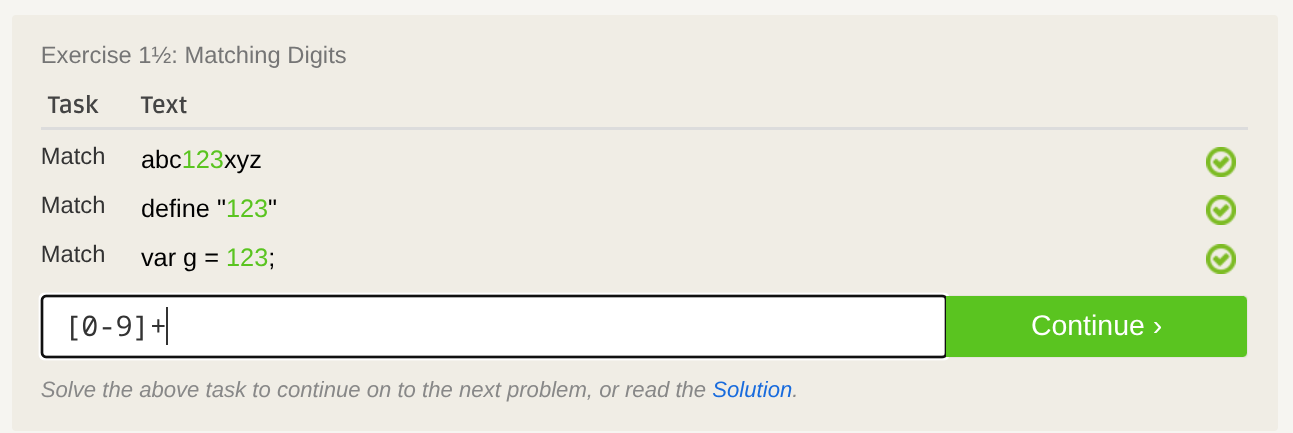 Exercise 1½: Matching Digits
Task Text
Match abc123xyz
Match define "123"
Match var g = 123;
[0-9]+ Continue ›
Solve the above task to continue on to the next problem, or read the Solution.